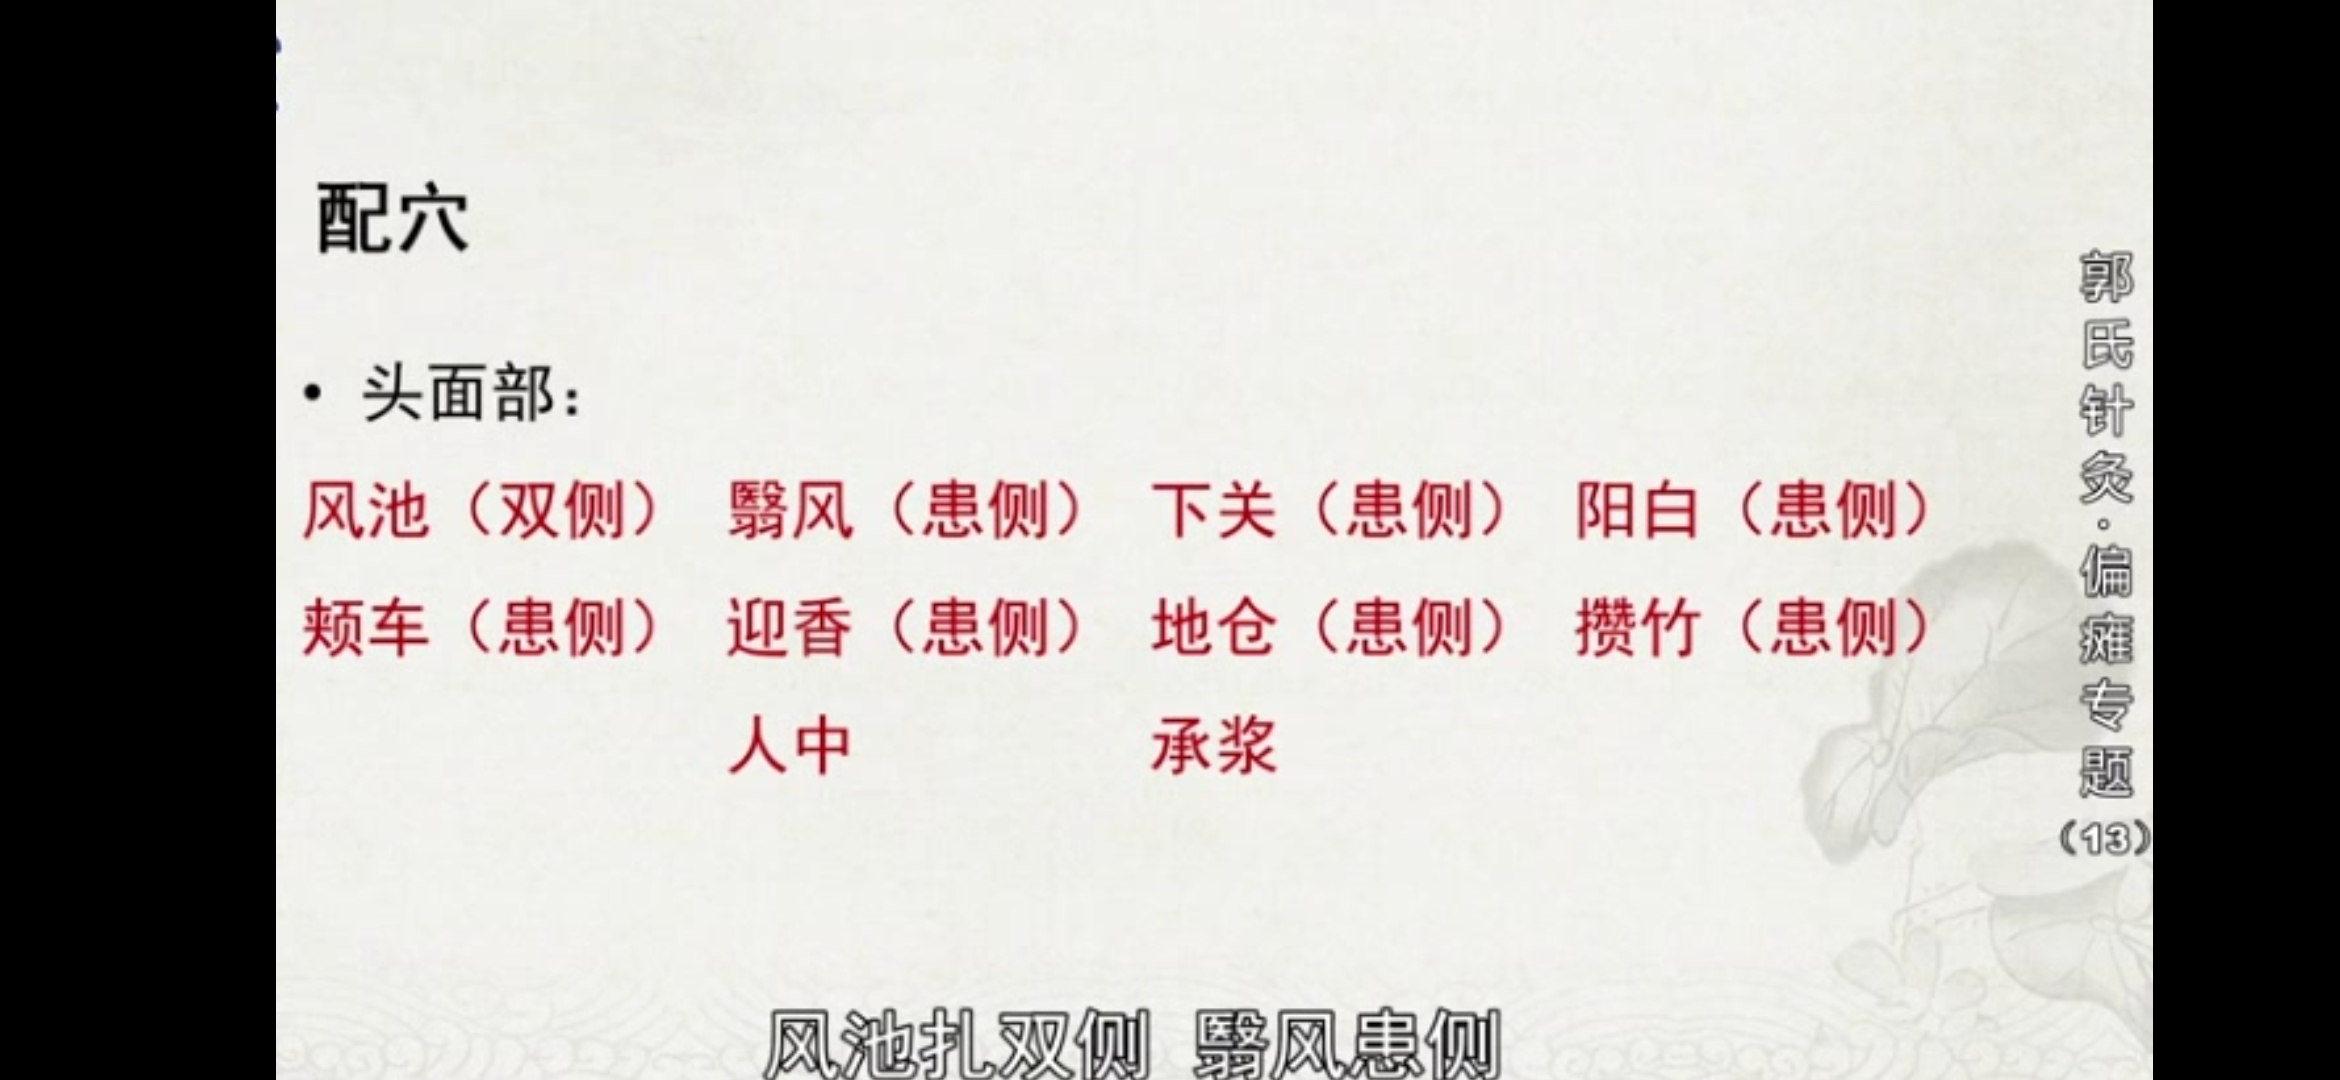 配穴
• 头面部：
风池（双侧） 翳风（患侧） 下关（患侧） 阳白（患侧）
颊车（患侧） 迎香（患侧） 地仓（患侧） 攒竹（患侧）
人中 承浆
郭氏针灸·偏瘫专题（13）
风池扎双侧 翳风患侧